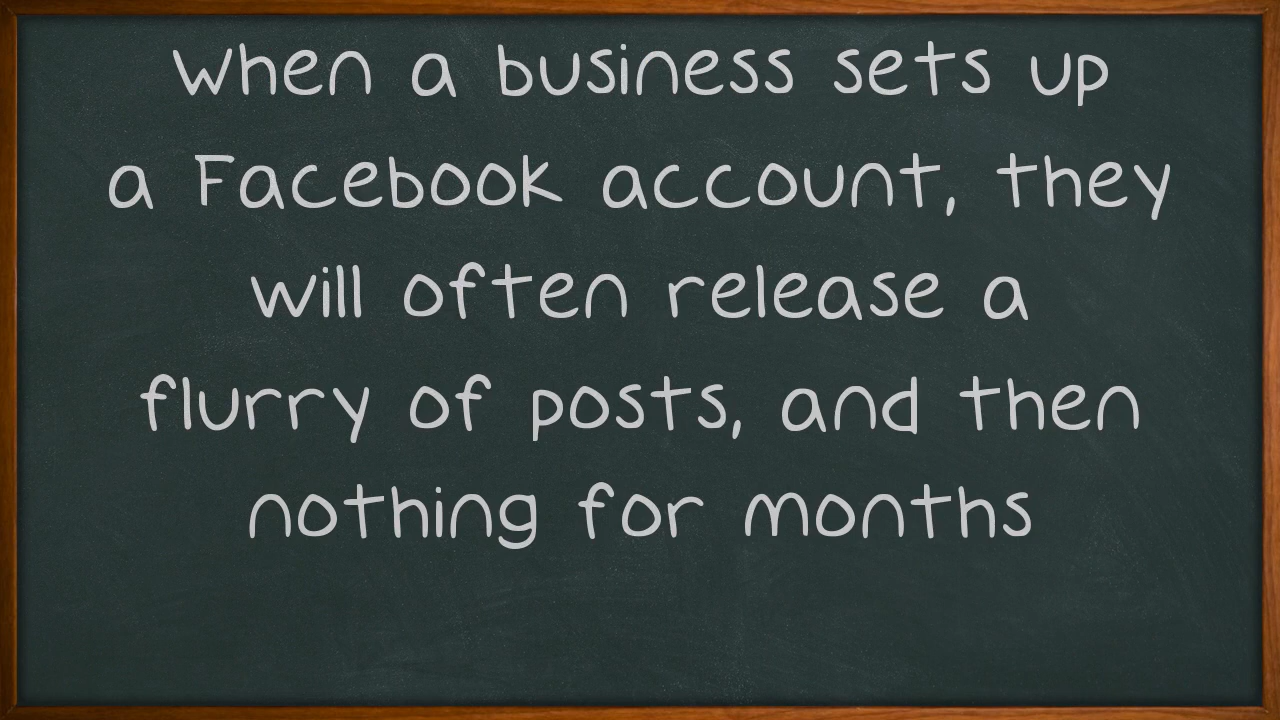 When a business sets up
a Facebook account, they
will often release a
flurry of posts, and then
nothing for months